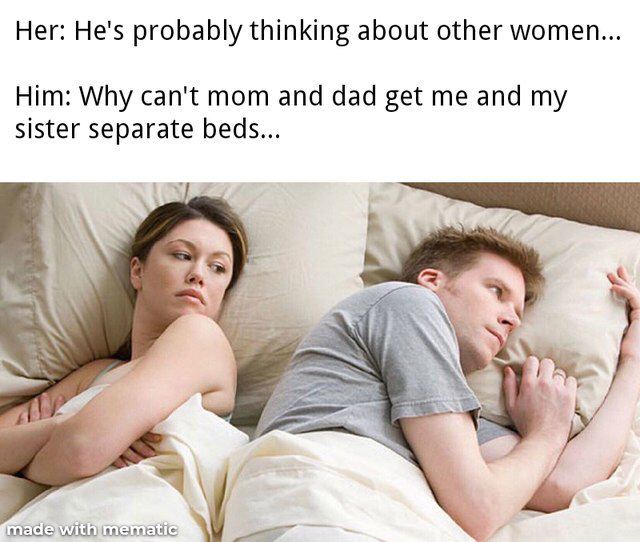 Her: He's probably thinking about other women...
Him: Why can't mom and dad get me and my
sister separate beds...
made with mematic